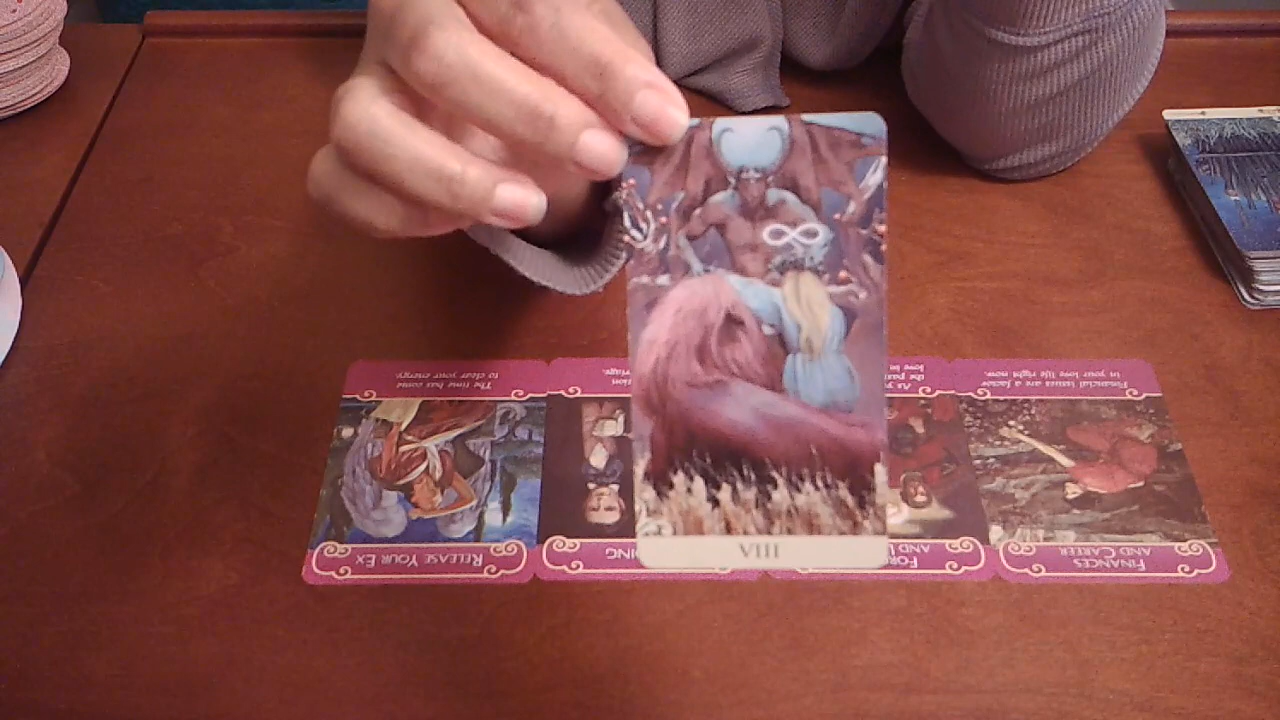 VIII
RELEASE YOUR EX
The time has come
to clear your energy.
DING
FINANCES
AND CAREER
Financial issues are a factor
in your love life right now.